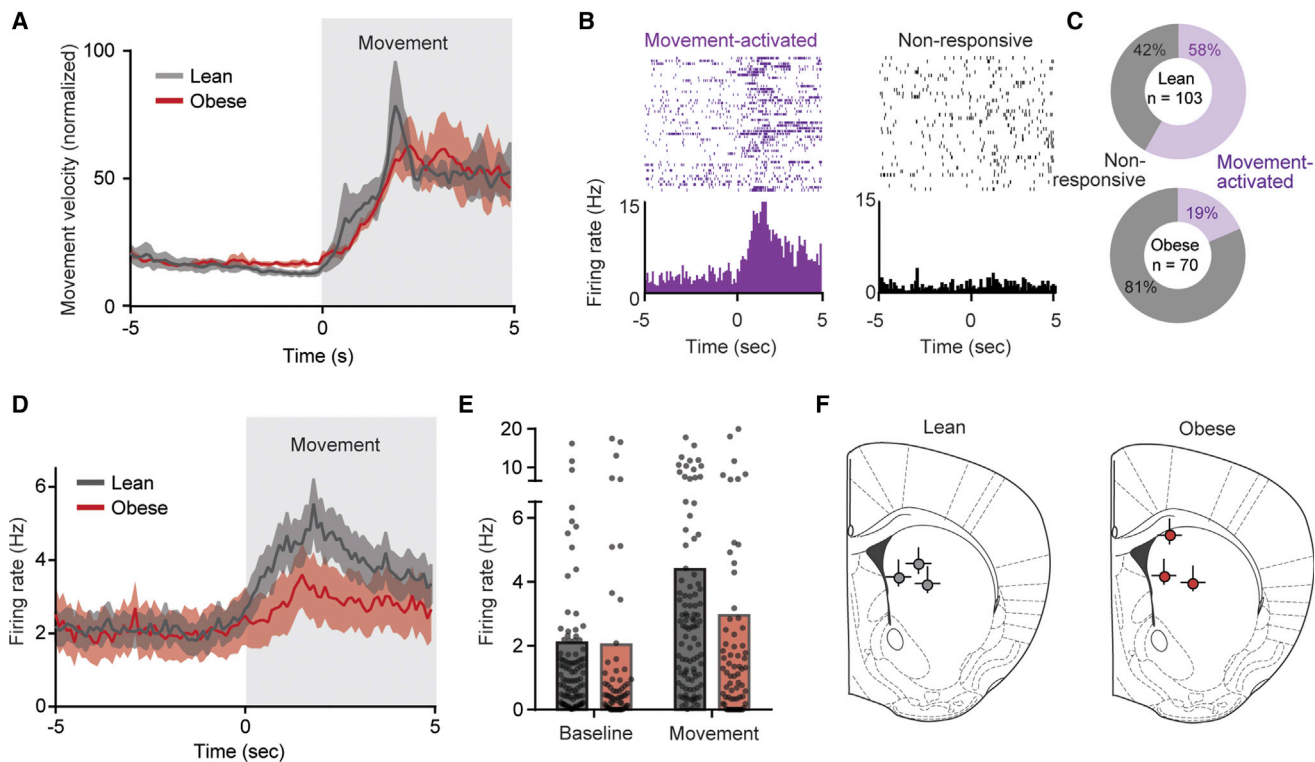 A
Movement velocity (normalized)
100
50
0
Movement
Lean
Obese
-5
0
5
Time (s)
B
Movement-activated
Non-responsive
Firing rate (Hz)
15
0
-5
0
5
Time (sec)
15
0
-5
0
5
Time (sec)
C
42%
58%
Lean
n = 103
Non-
responsive
Movement-
activated
19%
Obese
n = 70
81%
D
Firing rate (Hz)
6
4
2
0
Movement
Lean
Obese
-5
0
5
Time (sec)
E
Firing rate (Hz)
20
10
6
4
2
0
Baseline
Movement
F
Lean
Obese